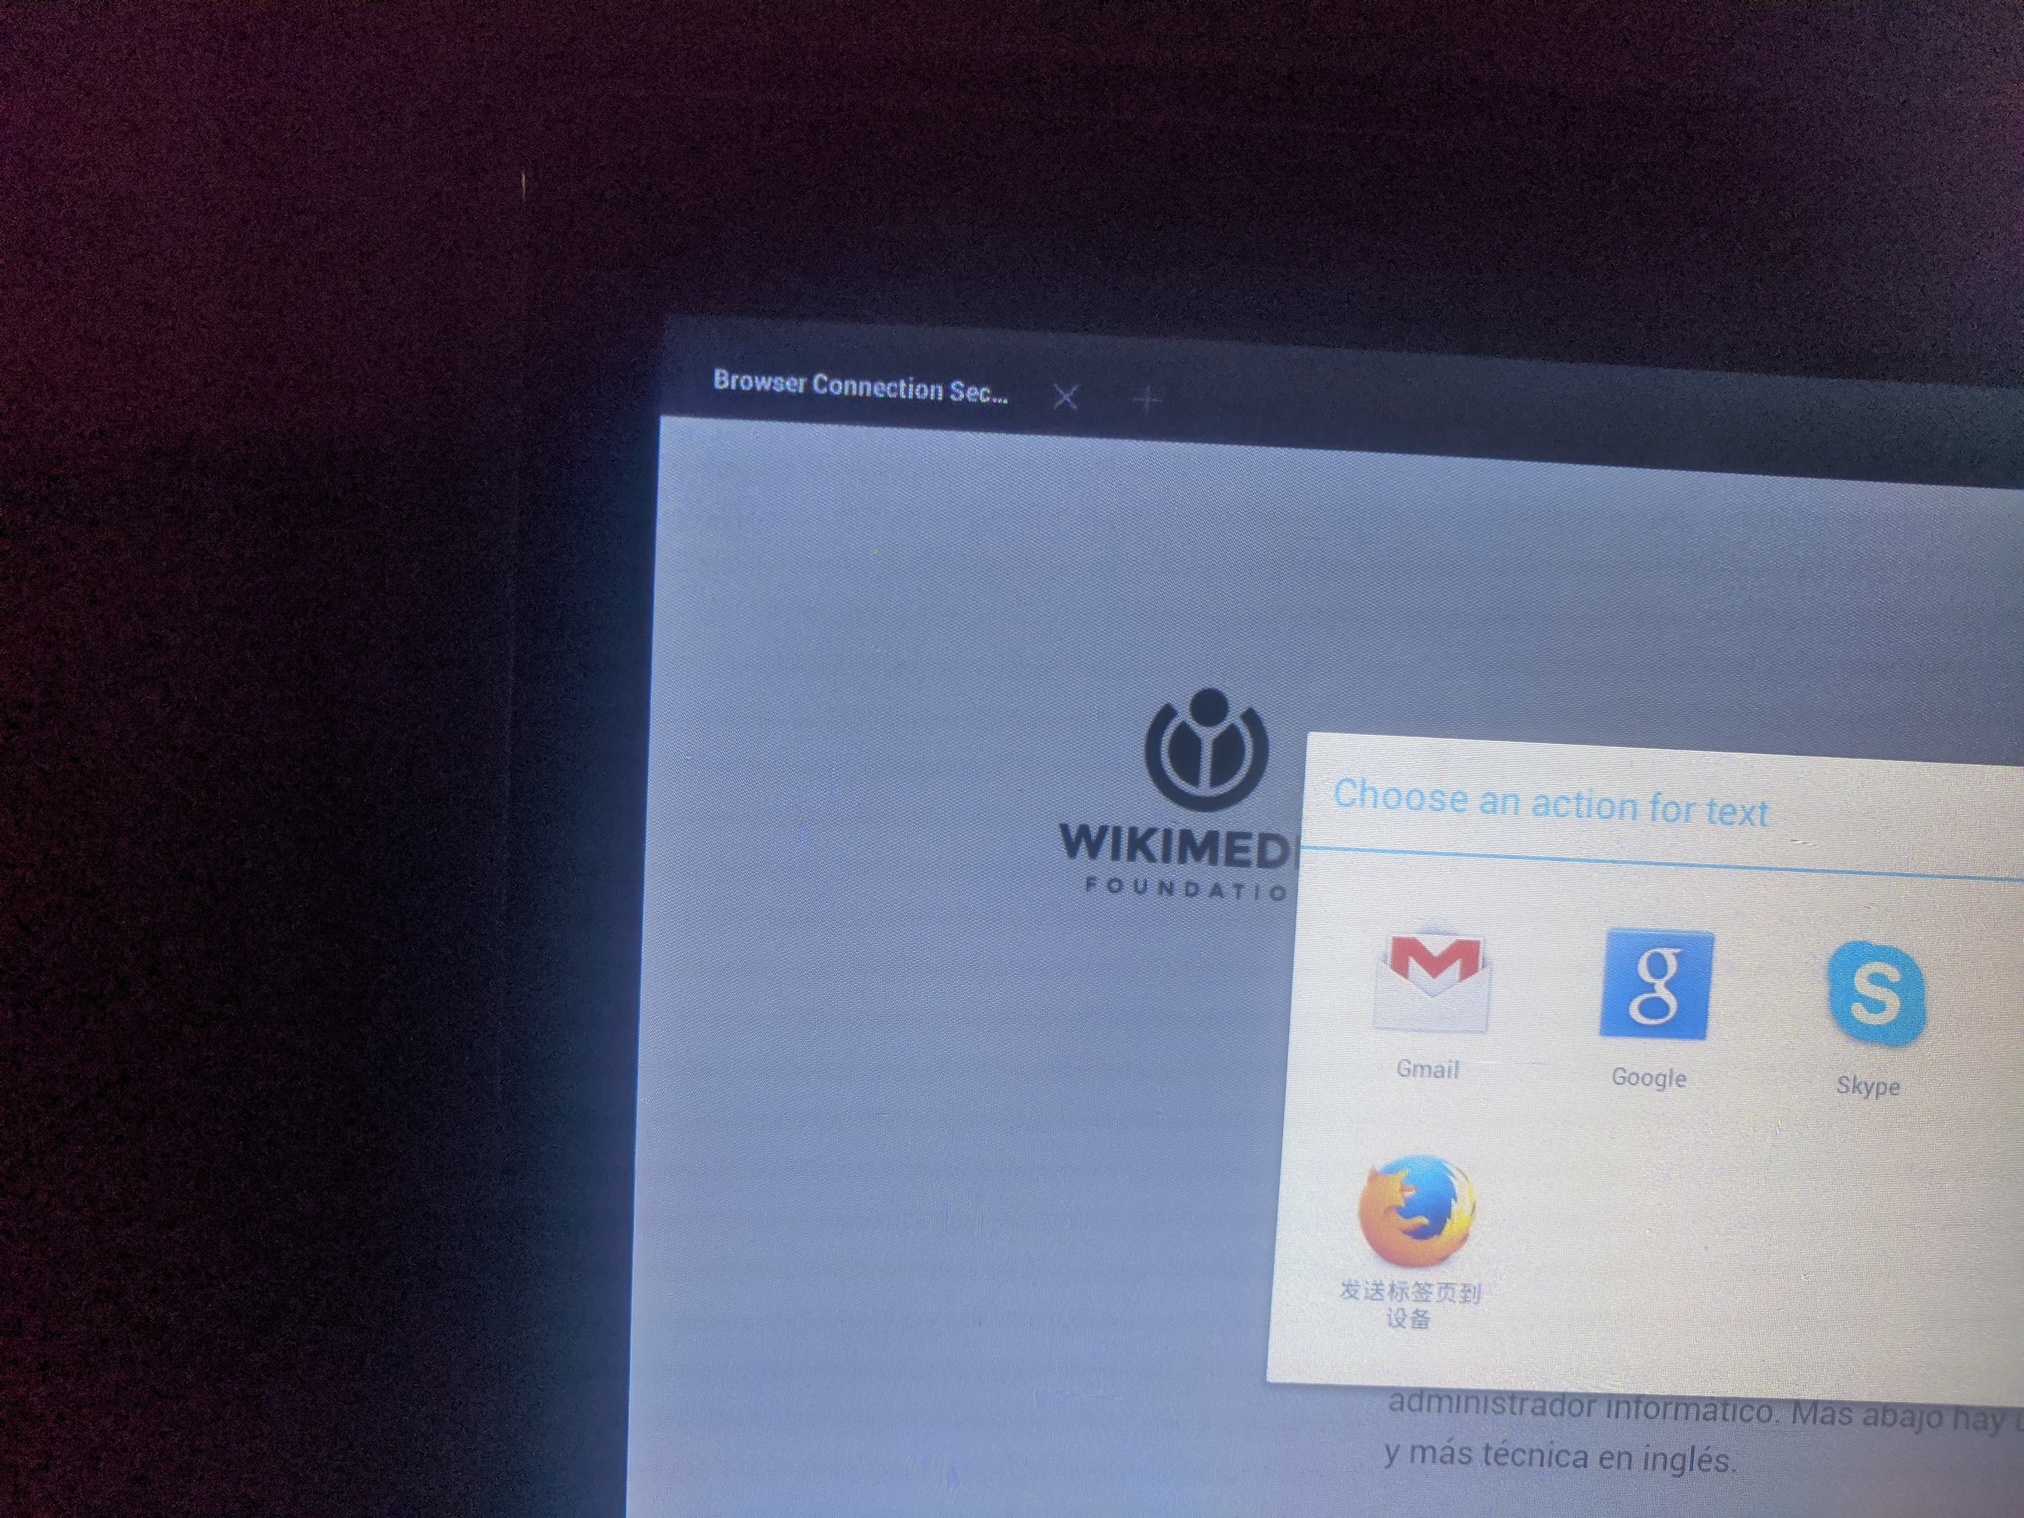 Browser Connection Sec...
WIKIMED
FOUNDATIO
Choose an action for text
Gmail
Google
Skype
发送标签页到
设备
administrador informático. Más abajo hay
y más técnica en inglés.